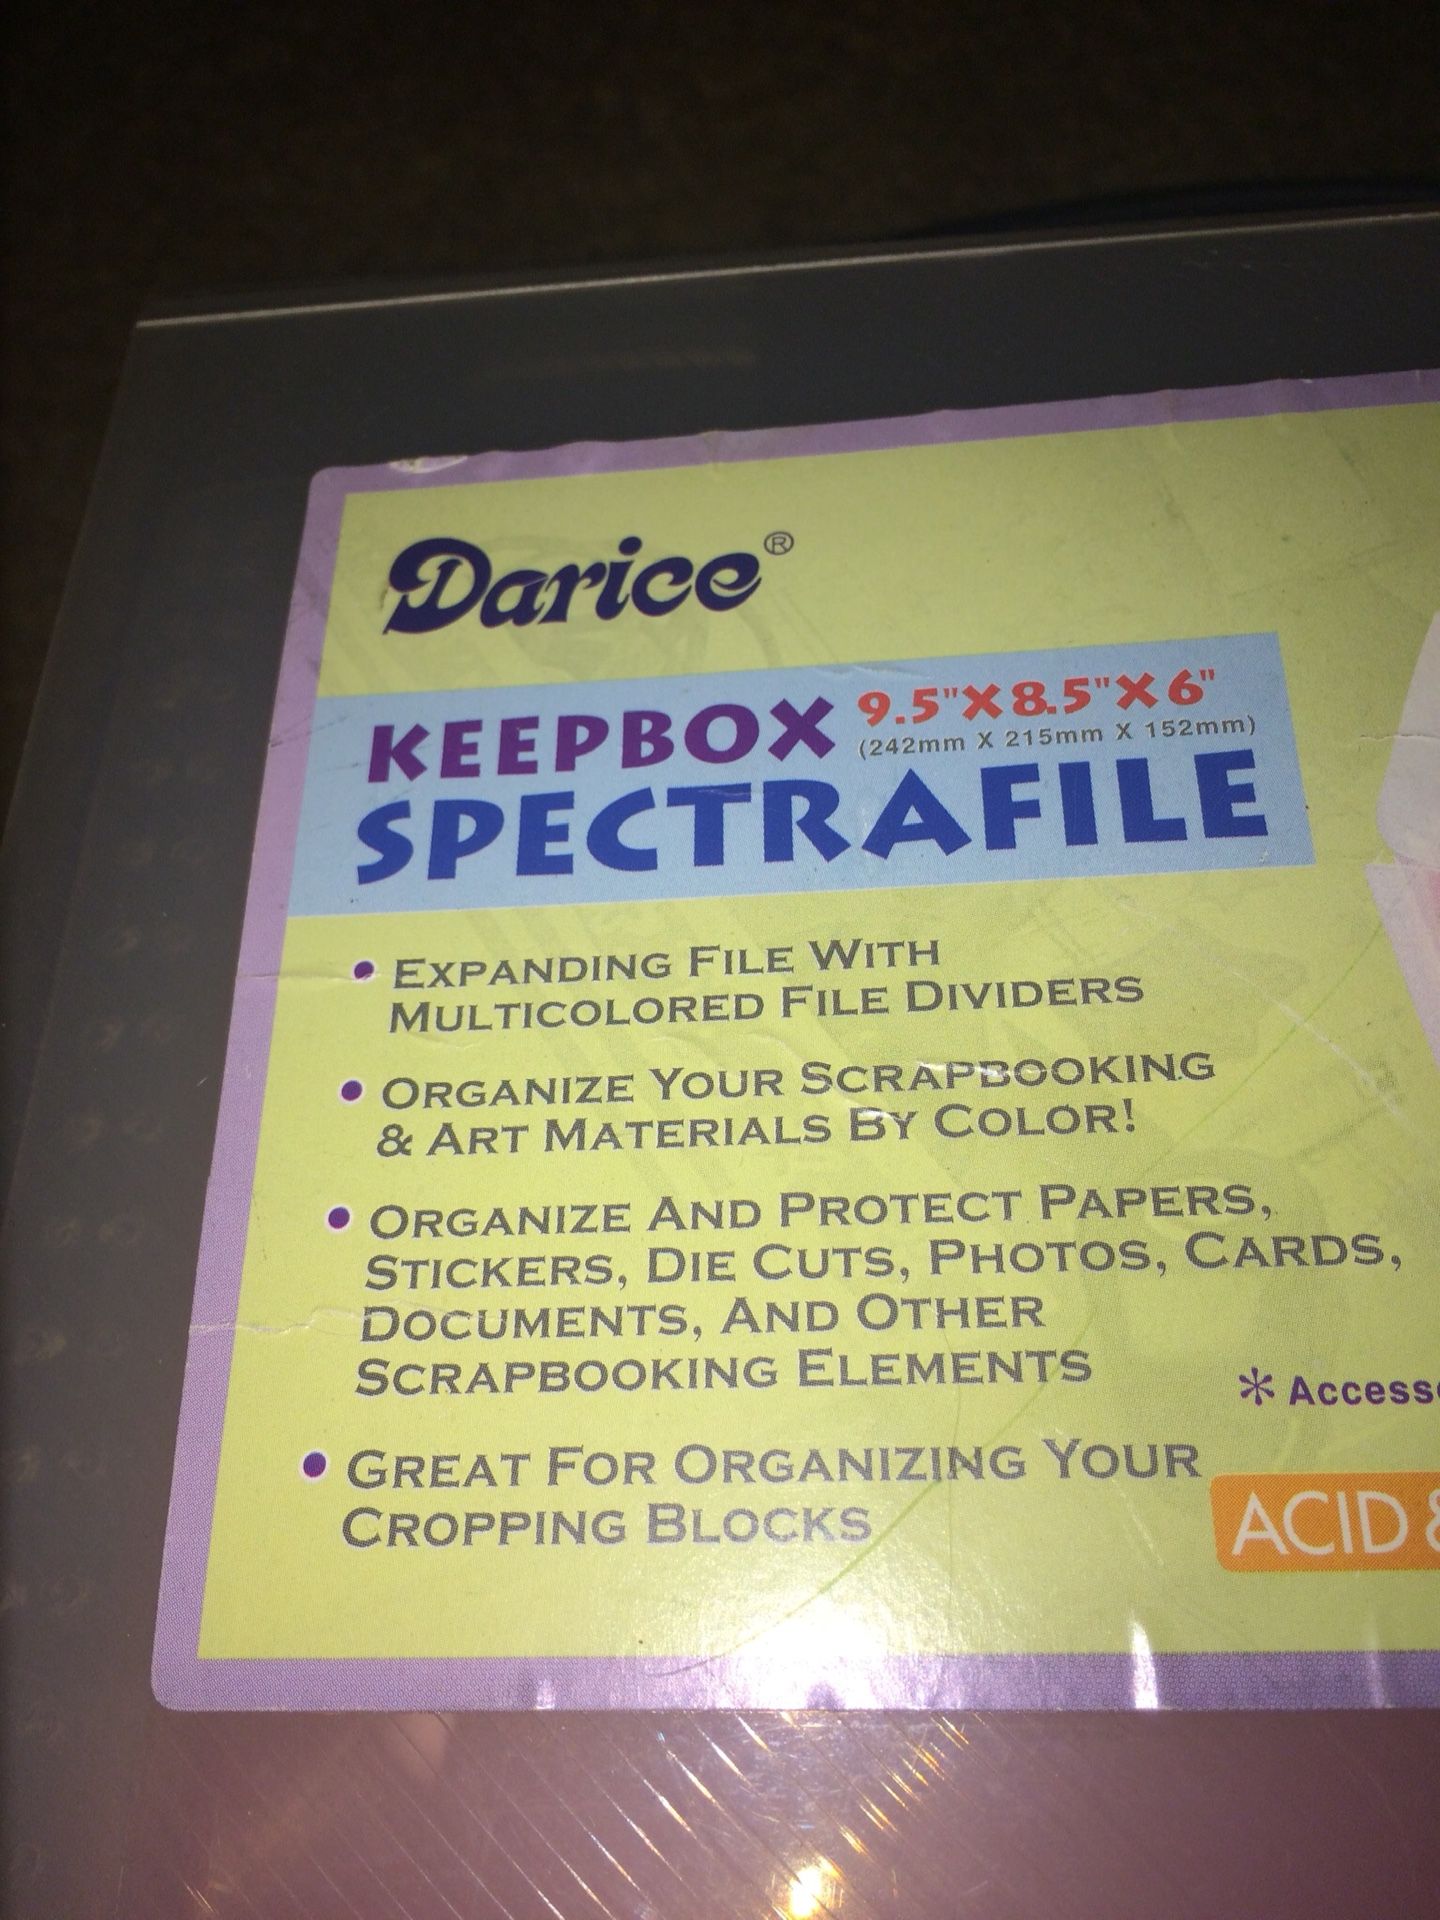 Darice®
KEEPBOX 9.5"X8.5"X6"
(242mm X 215mm X 152mm)
SPECTRAFILE
• EXPANDING FILE WITH
MULTICOLORED FILE DIVIDERS
• ORGANIZE YOUR SCRAPBOOKING
& ART MATERIALS BY COLOR!
• ORGANIZE AND PROTECT PAPERS,
STICKERS, DIE CUTS, PHOTOS, CARDS,
DOCUMENTS, AND OTHER
SCRAPBOOKING ELEMENTS
* Access
• GREAT FOR ORGANIZING YOUR
CROPPING BLOCKS
ACID &